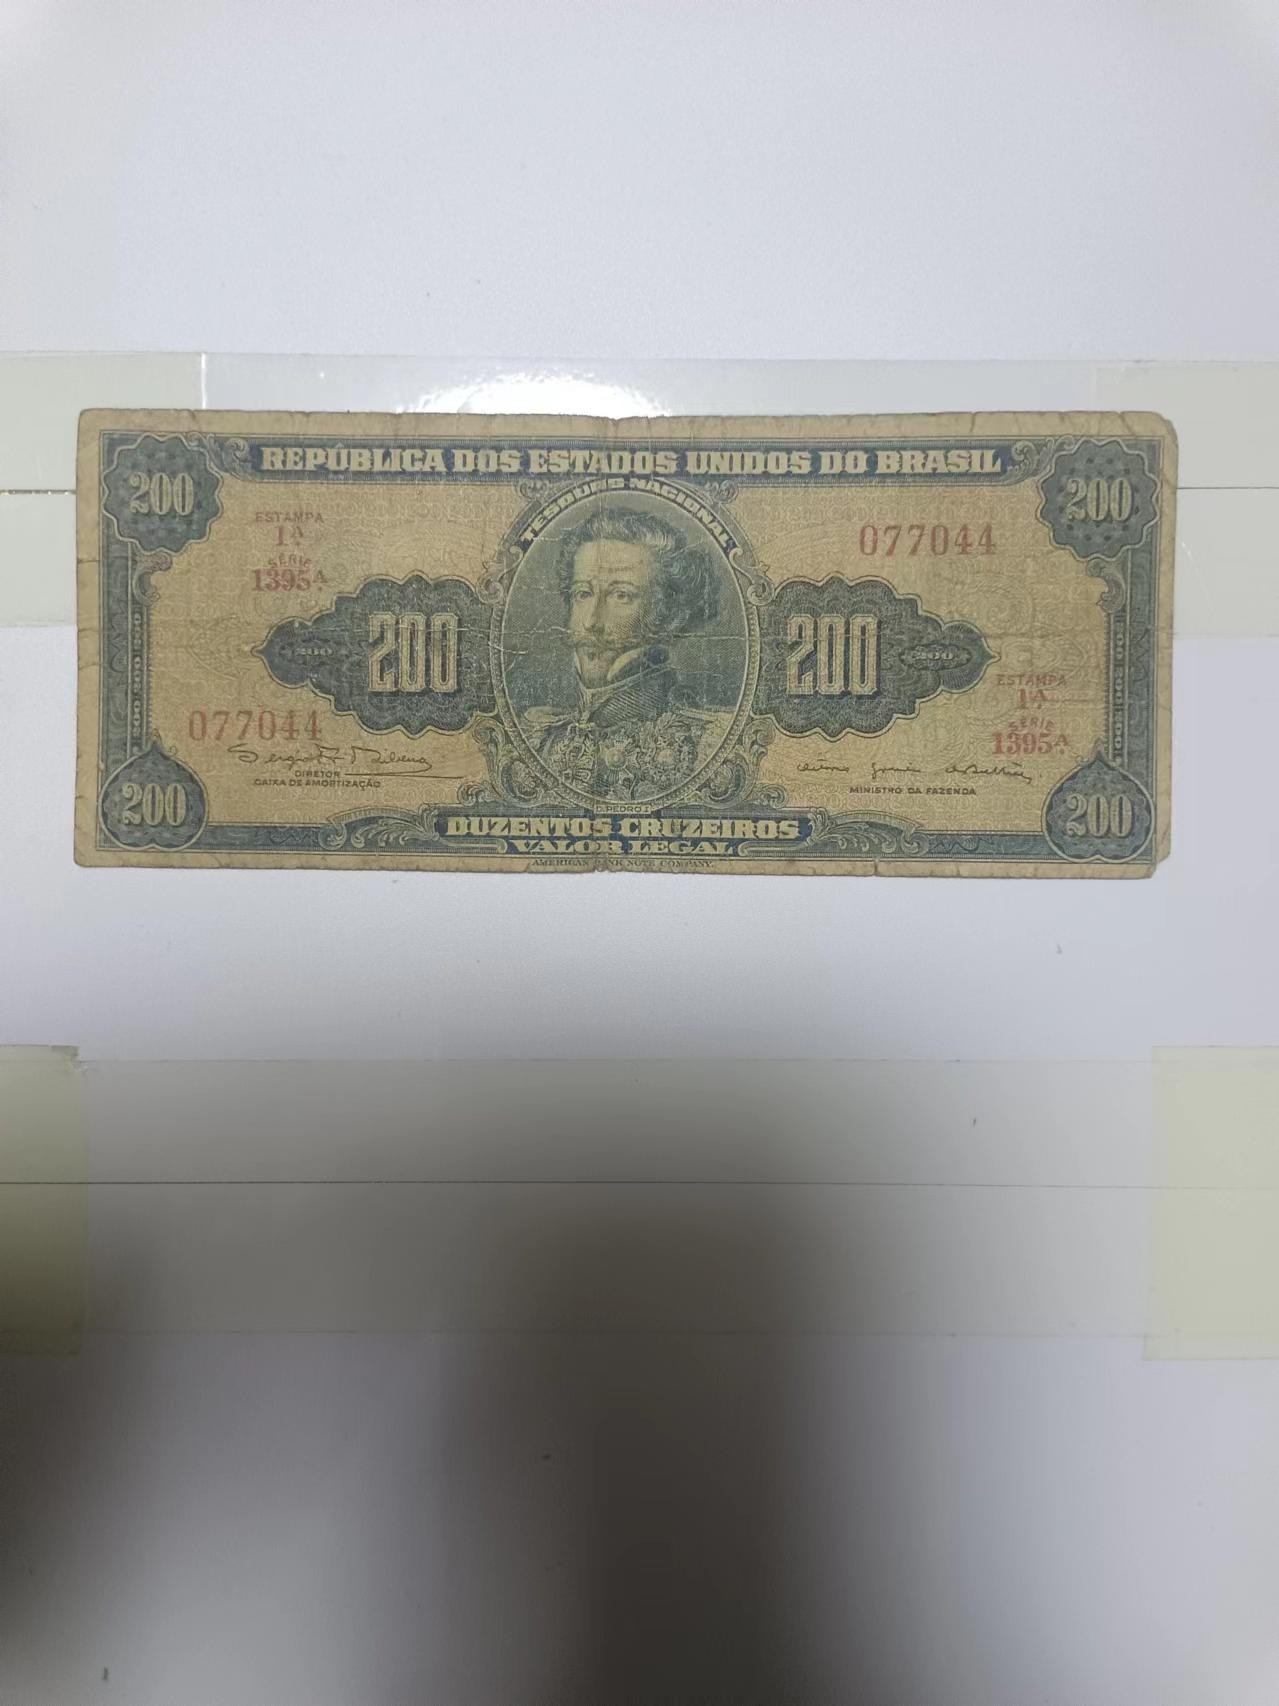 REPÚBLICA DOS ESTADOS UNIDOS DO BRASIL
TESOURO NACIONAL
200
200
ESTAMPA
1ª
SÉRIE
1395ª
077044
200
200
200
200
ESTAMPA
1ª
SÉRIE
1395ª
077044
DIRETOR
CAIXA DE AMORTIZAÇÃO
MINISTRO DA FAZENDA
D. PEDRO I
200
200
DUZENTOS CRUZEIROS
VALOR LEGAL
AMERICAN BANK NOTE COMPANY.